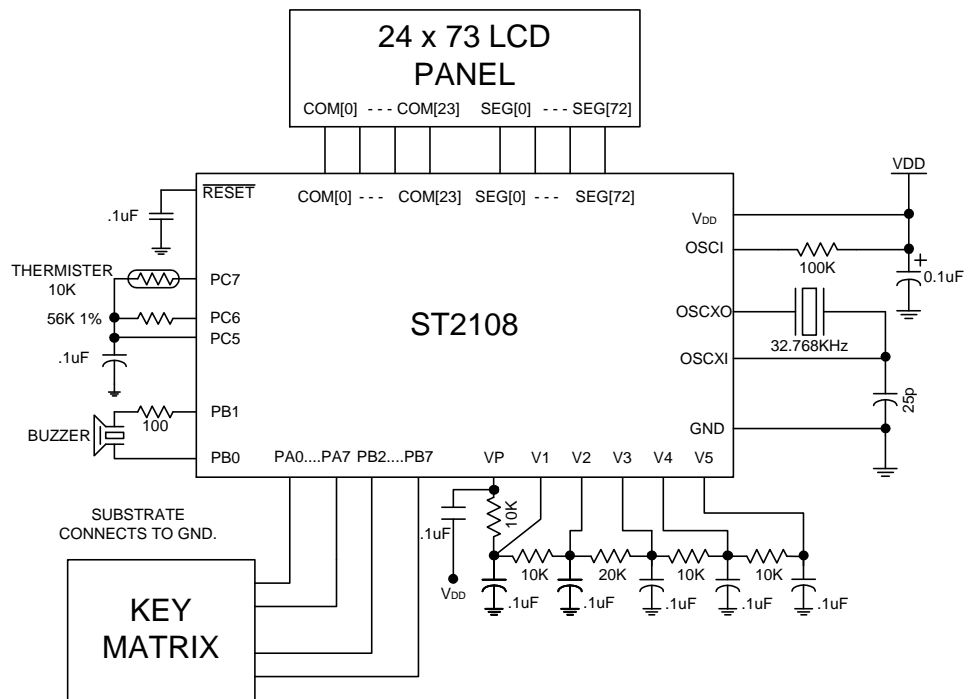 24 x 73 LCD
PANEL
COM[0] - - - COM[23] SEG[0] - - - SEG[72]
COM[0] - - - COM[23] SEG[0] - - - SEG[72]
RESET
.1uF
THERMISTER
10K
PC7
56K 1%
PC6
PC5
.1uF
PB1
100
BUZZER
PB0
ST2108
VDD
VDD
OSCI
100K
+
0.1uF
OSCXO
32.768KHz
OSCXI
25p
GND
PA0....PA7 PB2....PB7 VP V1 V2 V3 V4 V5
SUBSTRATE
CONNECTS TO GND.
.1uF
10K
VDD
10K 20K 10K 10K
.1uF .1uF .1uF .1uF .1uF
KEY
MATRIX